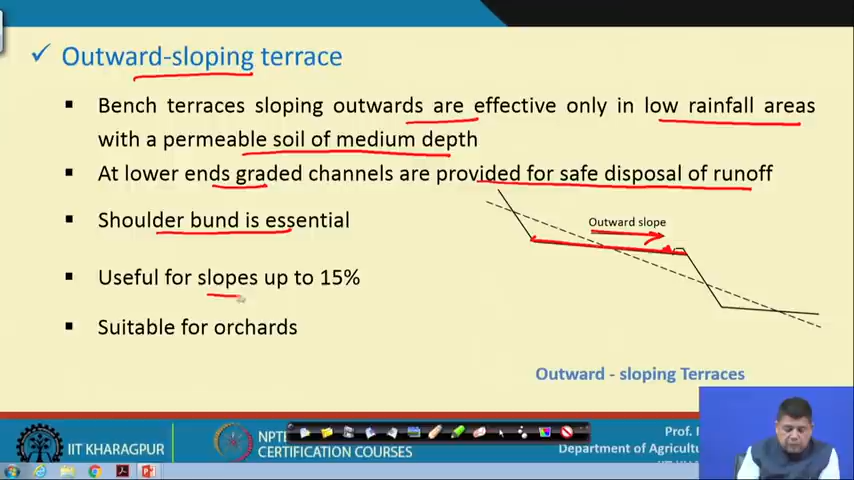 ✓ Outward-sloping terrace
▪ Bench terraces sloping outwards are effective only in low rainfall areas
with a permeable soil of medium depth
▪ At lower ends graded channels are provided for safe disposal of runoff
▪ Shoulder bund is essential
Outward slope
▪ Useful for slopes up to 15%
▪ Suitable for orchards
Outward - sloping Terraces
IIT KHARAGPUR
NPTE
CERTIFICATION COURSES
Prof.
Department of Agricultu